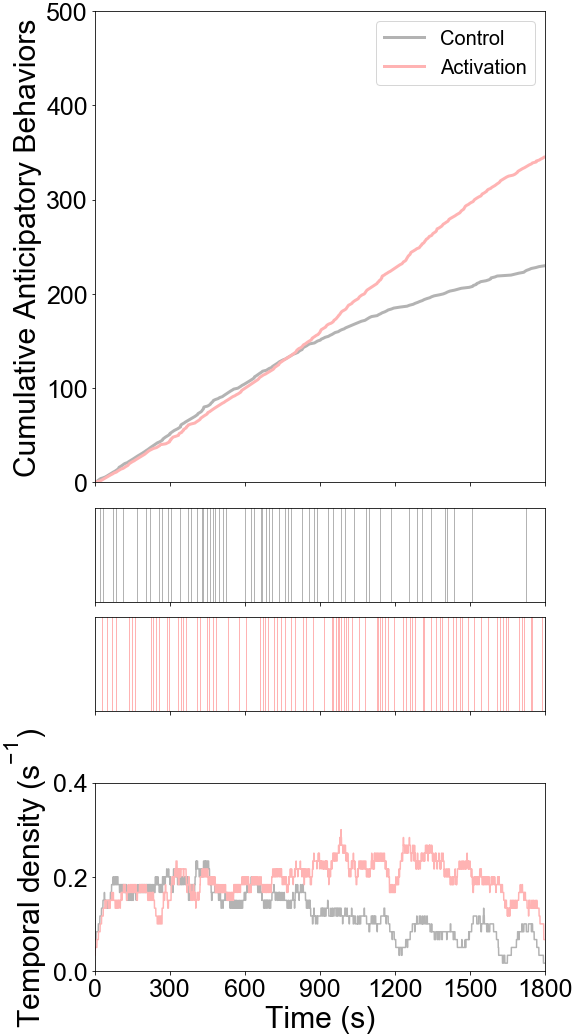 Cumulative Anticipatory Behaviors
500
400
300
200
100
0
Control
Activation
Temporal density (s⁻¹)
0.4
0.2
0.0
0 300 600 900 1200 1500 1800
Time (s)